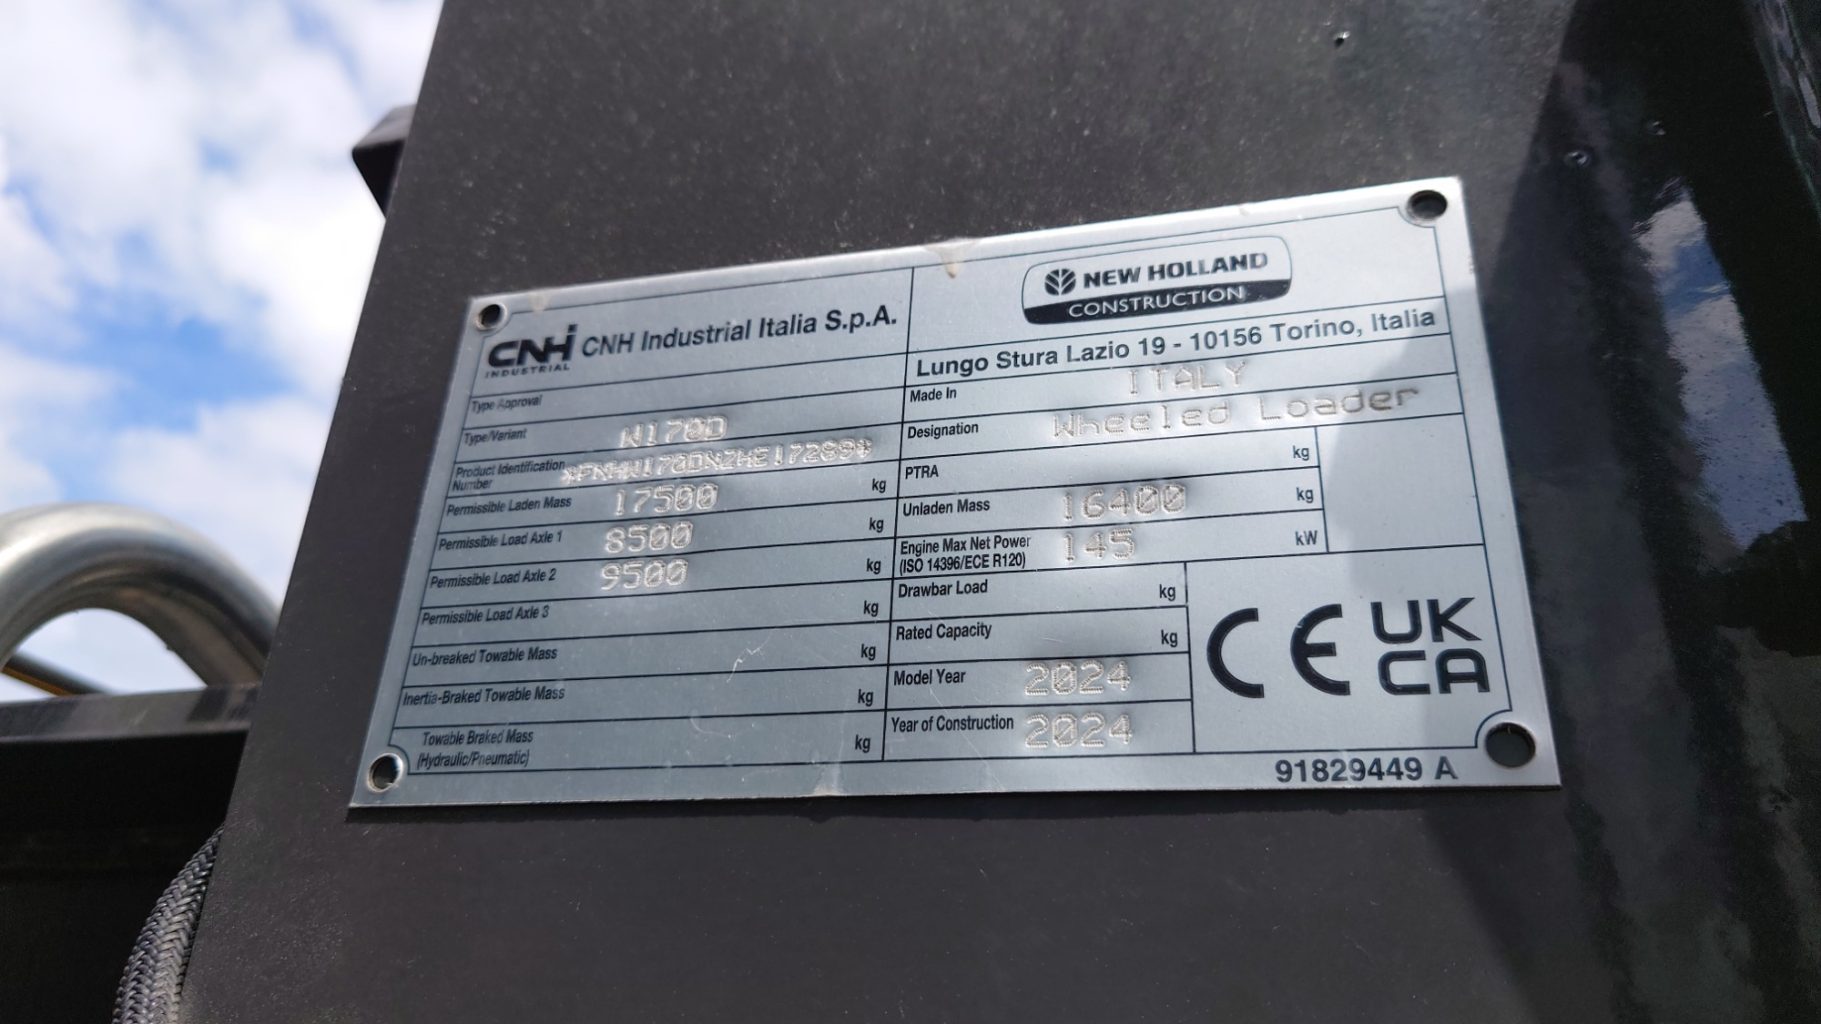 CNH INDUSTRIAL CNH Industrial Italia S.p.A.
NEW HOLLAND
CONSTRUCTION
Lungo Stura Lazio 19 - 10156 Torino, Italia
Type Approval
Made In ITALY
Type/Variant W170D
Designation Wheeled Loader
Product Identification
Number *FNHW170DNZHE17289*
PTRA kg
Permissible Laden Mass 17500 kg
Unladen Mass 16400 kg
Permissible Load Axle 1 8500 kg
Engine Max Net Power
(ISO 14396/ECE R120) 145 kW
Permissible Load Axle 2 9500 kg
Drawbar Load kg
Permissible Load Axle 3 kg
Rated Capacity kg
Un-breaked Towable Mass kg
Model Year 2024
Inertia-Braked Towable Mass kg
Year of Construction 2024
Towable Braked Mass
(Hydraulic/Pneumatic) kg
CE UK
CA
91829449 A